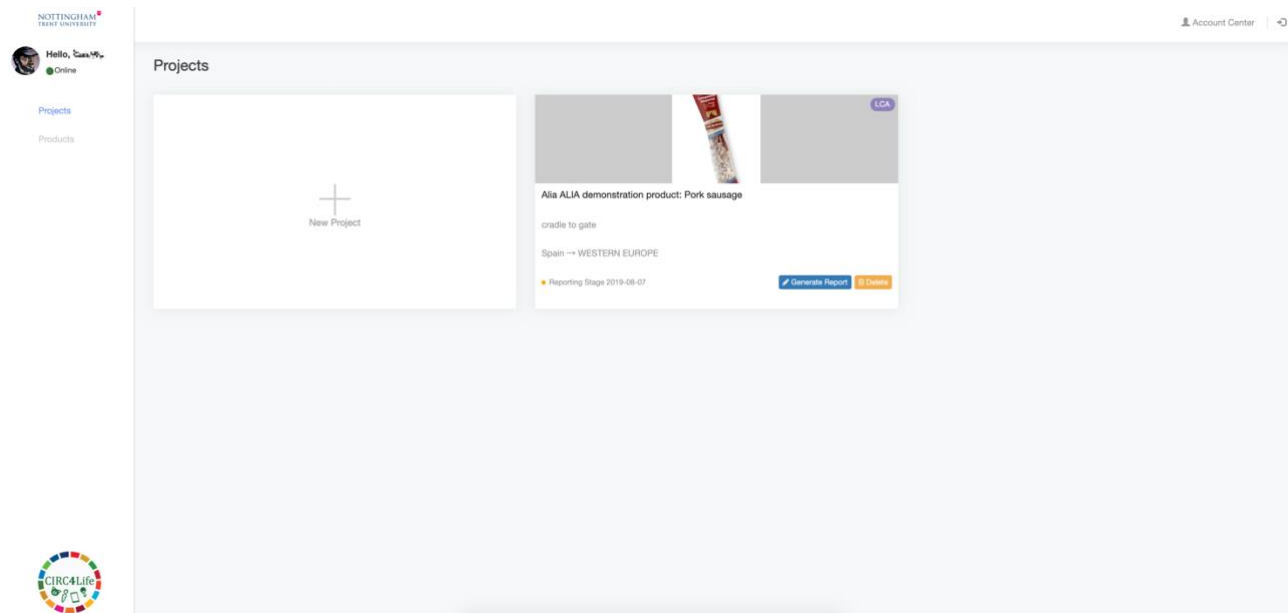 NOTTINGHAM
TRENT UNIVERSITY
Account Center
Hello,
Online
Projects
Projects
Products
New Project
LCA
Alia ALIA demonstration product: Pork sausage
cradle to gate
Spain → WESTERN EUROPE
Reporting Stage 2019-08-07
Generate Report
Delete
CIRC4Life